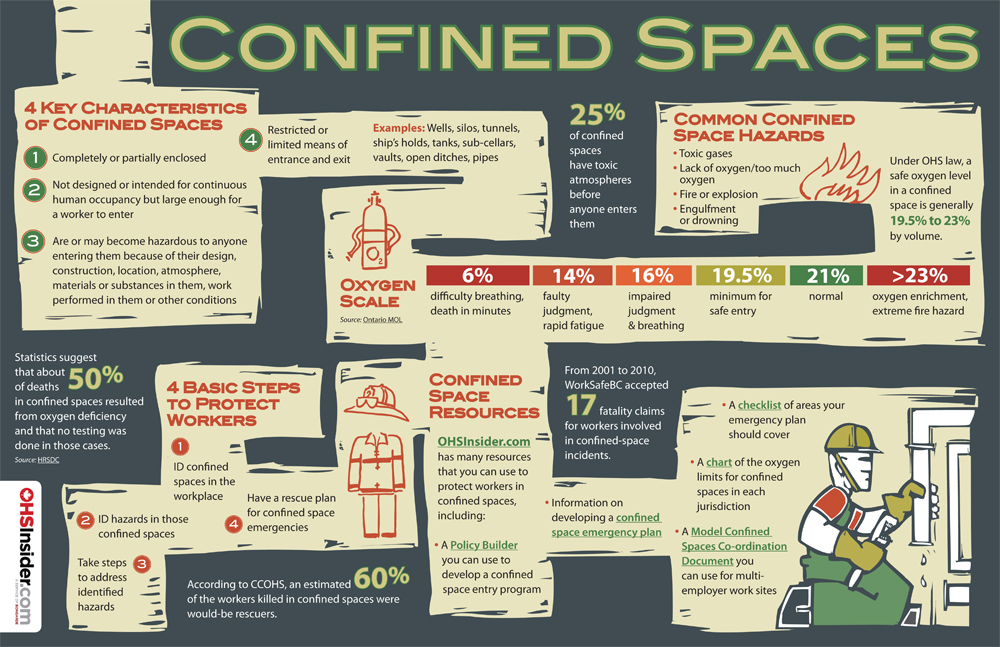 CONFINED SPACES
4 KEY CHARACTERISTICS
OF CONFINED SPACES
1 Completely or partially enclosed
2 Not designed or intended for continuous
human occupancy but large enough for
a worker to enter
3 Are or may become hazardous to anyone
entering them because of their design,
construction, location, atmosphere,
materials or substances in them, work
performed in them or other conditions
4 Restricted or
limited means of
entrance and exit
Examples: Wells, silos, tunnels,
ship's holds, tanks, sub-cellars,
vaults, open ditches, pipes
25%
of confined
spaces
have toxic
atmospheres
before
anyone enters
them
COMMON CONFINED
SPACE HAZARDS
• Toxic gases
• Lack of oxygen/too much
oxygen
• Fire or explosion
• Engulfment
or drowning
Under OHS law, a
safe oxygen level
in a confined
space is generally
19.5% to 23%
by volume.
O2
OXYGEN
SCALE
Source: Ontario MOL
6%
difficulty breathing,
death in minutes
14%
faulty
judgment,
rapid fatigue
16%
impaired
judgment
& breathing
19.5%
minimum for
safe entry
21%
normal
>23%
oxygen enrichment,
extreme fire hazard
Statistics suggest
that about
of deaths 50%
in confined spaces resulted
from oxygen deficiency
and that no testing was
done in those cases.
Source: HRSDC
4 BASIC STEPS
TO PROTECT
WORKERS
1
ID confined
spaces in the
workplace
2 ID hazards in those
confined spaces
Take steps 3
to address
identified
hazards
Have a rescue plan
for confined space
4 emergencies
According to CCOHS, an estimated 60%
of the workers killed in confined spaces were
would-be rescuers.
CONFINED
SPACE
RESOURCES
OHSInsider.com
has many resources
that you can use to
protect workers in
confined spaces,
including:
• A Policy Builder
you can use to
develop a confined
space entry program
From 2001 to 2010,
WorkSafeBC accepted
17 fatality claims
for workers involved
in confined-space
incidents.
• Information on
developing a confined
space emergency plan
• A checklist of areas your
emergency plan
should cover
• A chart of the oxygen
limits for confined
spaces in each
jurisdiction
• A Model Confined
Spaces Co-ordination
Document you
can use for multi-
employer work sites
OHSInsider.com